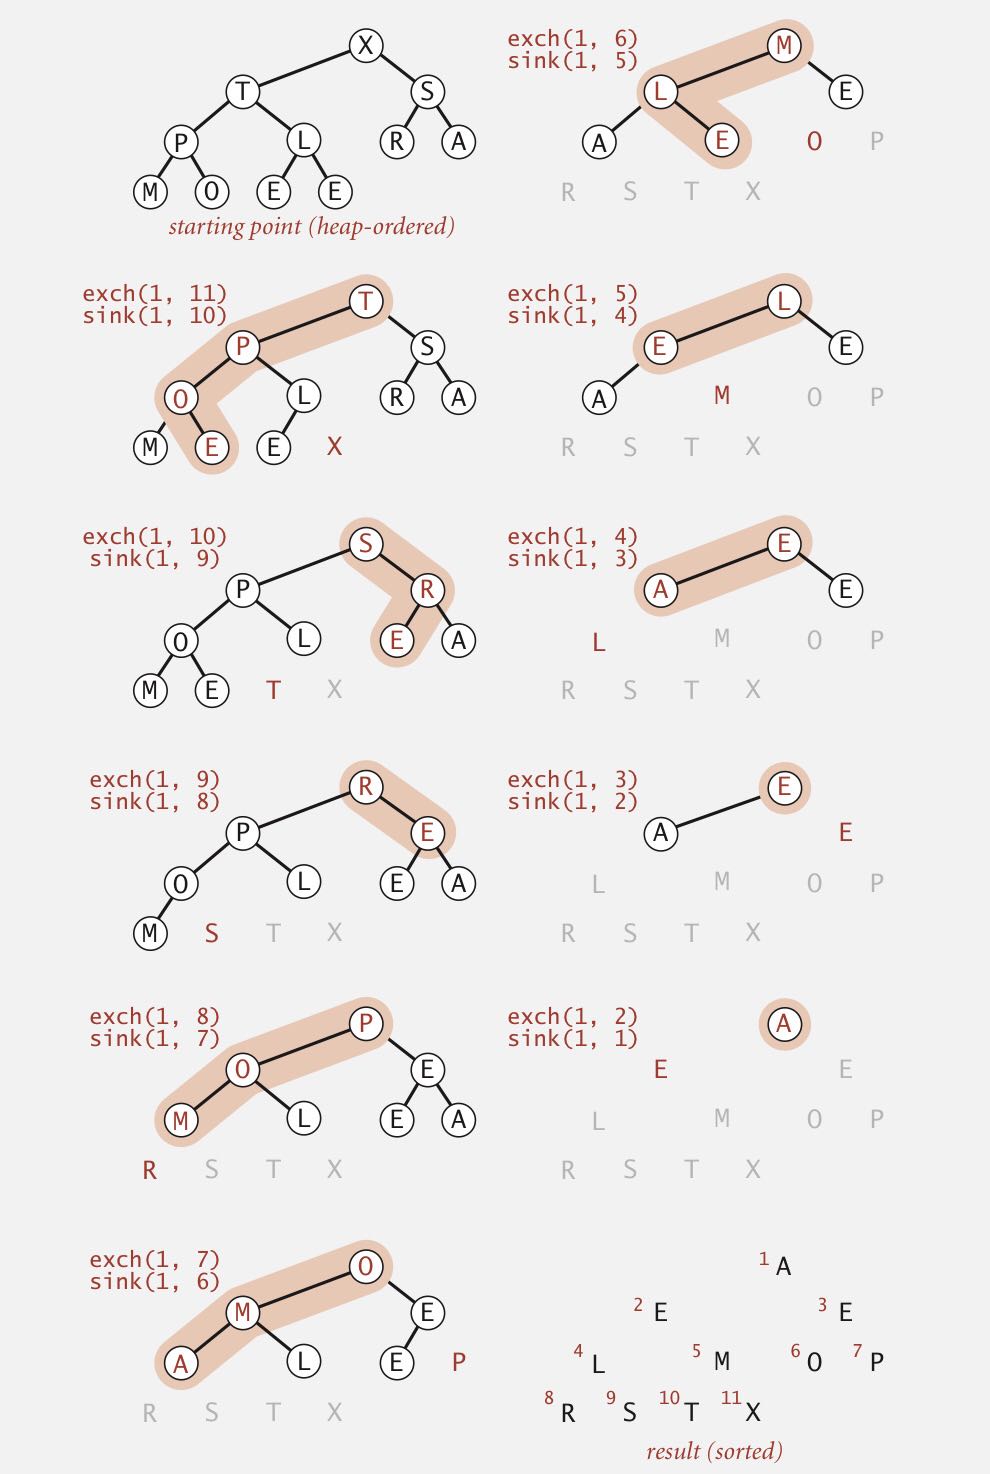 X
T S
P L R A
M O E E
starting point (heap-ordered)
exch(1, 11)
sink(1, 10)
T
P S
O L R A
M E E X
exch(1, 10)
sink(1, 9)
S
P R
O L E A
M E T X
exch(1, 9)
sink(1, 8)
R
P E
O L E A
M S T X
exch(1, 8)
sink(1, 7)
P
O E
M L E A
R S T X
exch(1, 7)
sink(1, 6)
O
M E
A L E P
R S T X
exch(1, 6)
sink(1, 5)
M
L E
A E O P
R S T X
exch(1, 5)
sink(1, 4)
L
E E
A M O P
R S T X
exch(1, 4)
sink(1, 3)
E
A E
L M O P
R S T X
exch(1, 3)
sink(1, 2)
E
A E
L M O P
R S T X
exch(1, 2)
sink(1, 1)
A
E E
L M O P
R S T X
1 A
2 E 3 E
4 L 5 M 6 O 7 P
8 R 9 S 10 T 11 X
result (sorted)